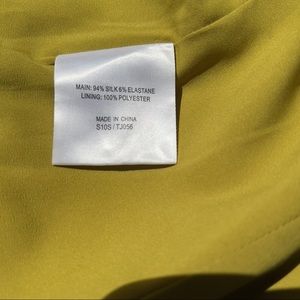 MAIN: 94% SILK 6% ELASTANE
LINING: 100% POLYESTER
MADE IN CHINA
S10S / TJ056